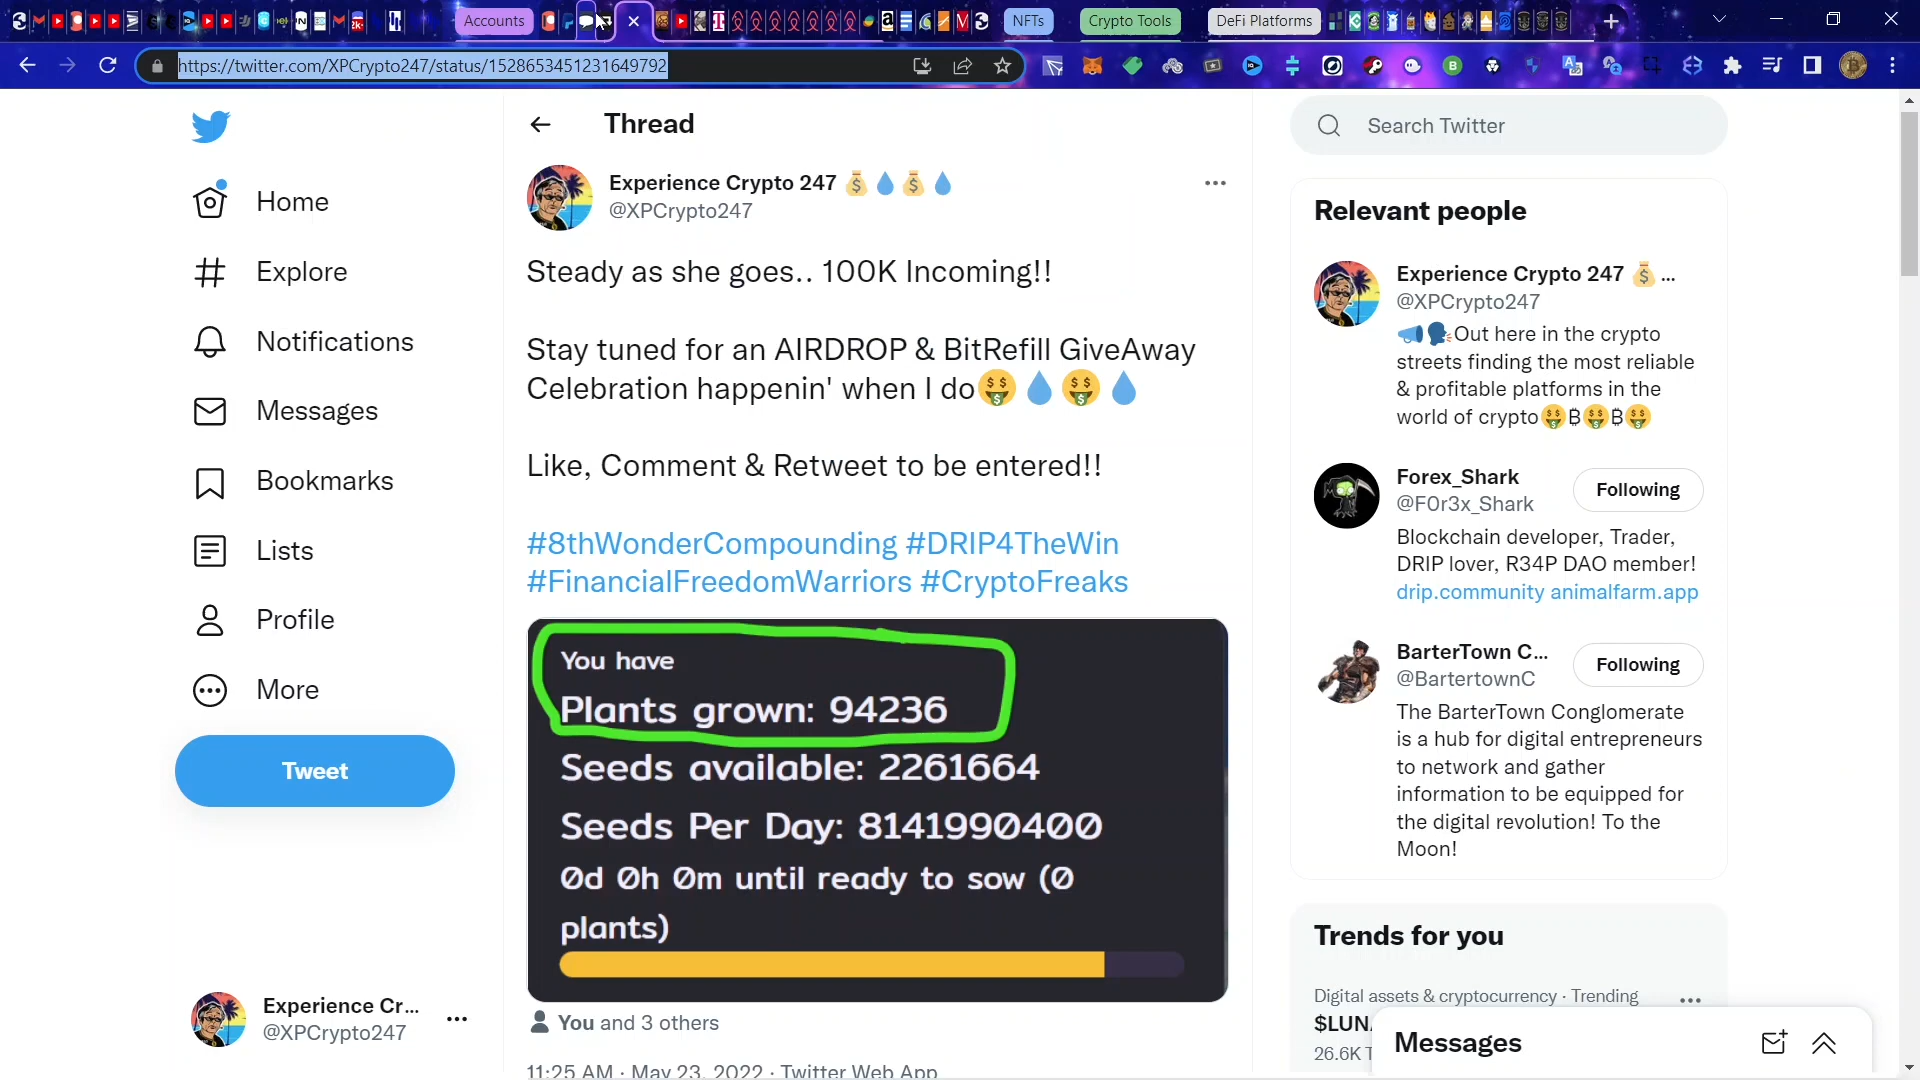 Accounts
NFTs
Crypto Tools
DeFi Platforms
https://twitter.com/XPCrypto247/status/1528653451231649792
Home
Explore
Notifications
Messages
Bookmarks
Lists
Profile
More
Tweet
Experience Cr...
@XPCrypto247
Thread
Experience Crypto 247 💰💧💰💧
@XPCrypto247
Steady as she goes.. 100K Incoming!!
Stay tuned for an AIRDROP & BitRefill GiveAway
Celebration happenin' when I do🤑💧🤑💧
Like, Comment & Retweet to be entered!!
#8thWonderCompounding #DRIP4TheWin
#FinancialFreedomWarriors #CryptoFreaks
You have
Plants grown: 94236
Seeds available: 2261664
Seeds Per Day: 8141990400
0d 0h 0m until ready to sow (0
plants)
You and 3 others
11:25 AM · May 23, 2022 · Twitter Web App
Search Twitter
Relevant people
Experience Crypto 247 💰...
@XPCrypto247
📣🗣Out here in the crypto
streets finding the most reliable
& profitable platforms in the
world of crypto🤑₿🤑₿🤑
Forex_Shark
@F0r3x_Shark
Following
Blockchain developer, Trader,
DRIP lover, R34P DAO member!
drip.community animalfarm.app
BarterTown C...
@BartertownC
Following
The BarterTown Conglomerate
is a hub for digital entrepreneurs
to network and gather
information to be equipped for
the digital revolution! To the
Moon!
Trends for you
Digital assets & cryptocurrency · Trending
$LUN
26.6K T
Messages